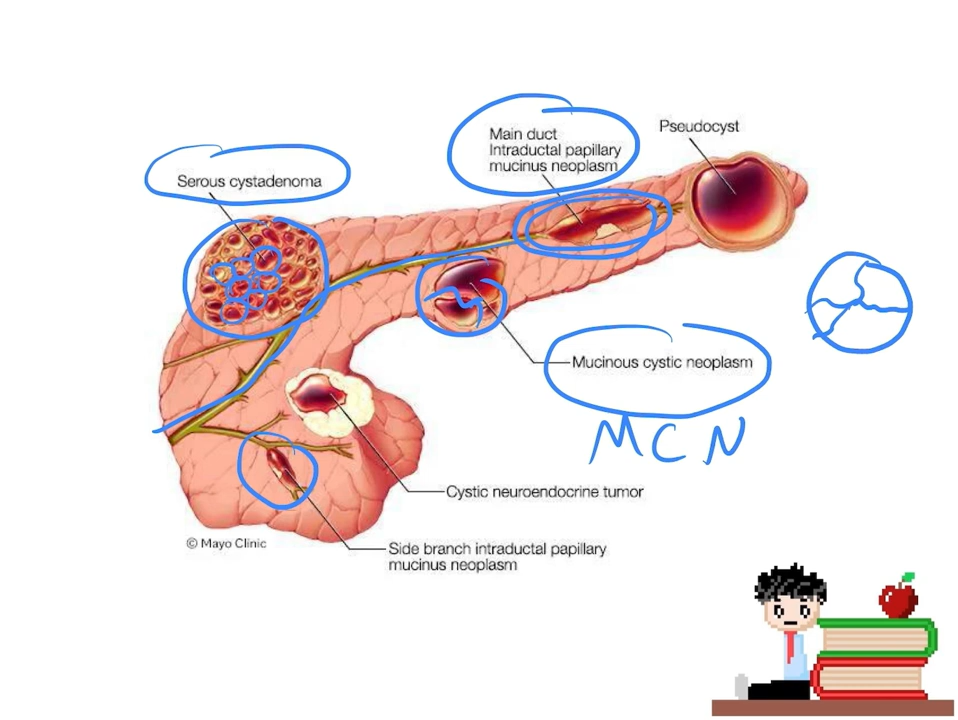 Main duct
Intraductal papillary
mucinus neoplasm
Pseudocyst
Serous cystadenoma
Mucinous cystic neoplasm
MCN
Cystic neuroendocrine tumor
© Mayo Clinic
Side branch intraductal papillary
mucinus neoplasm